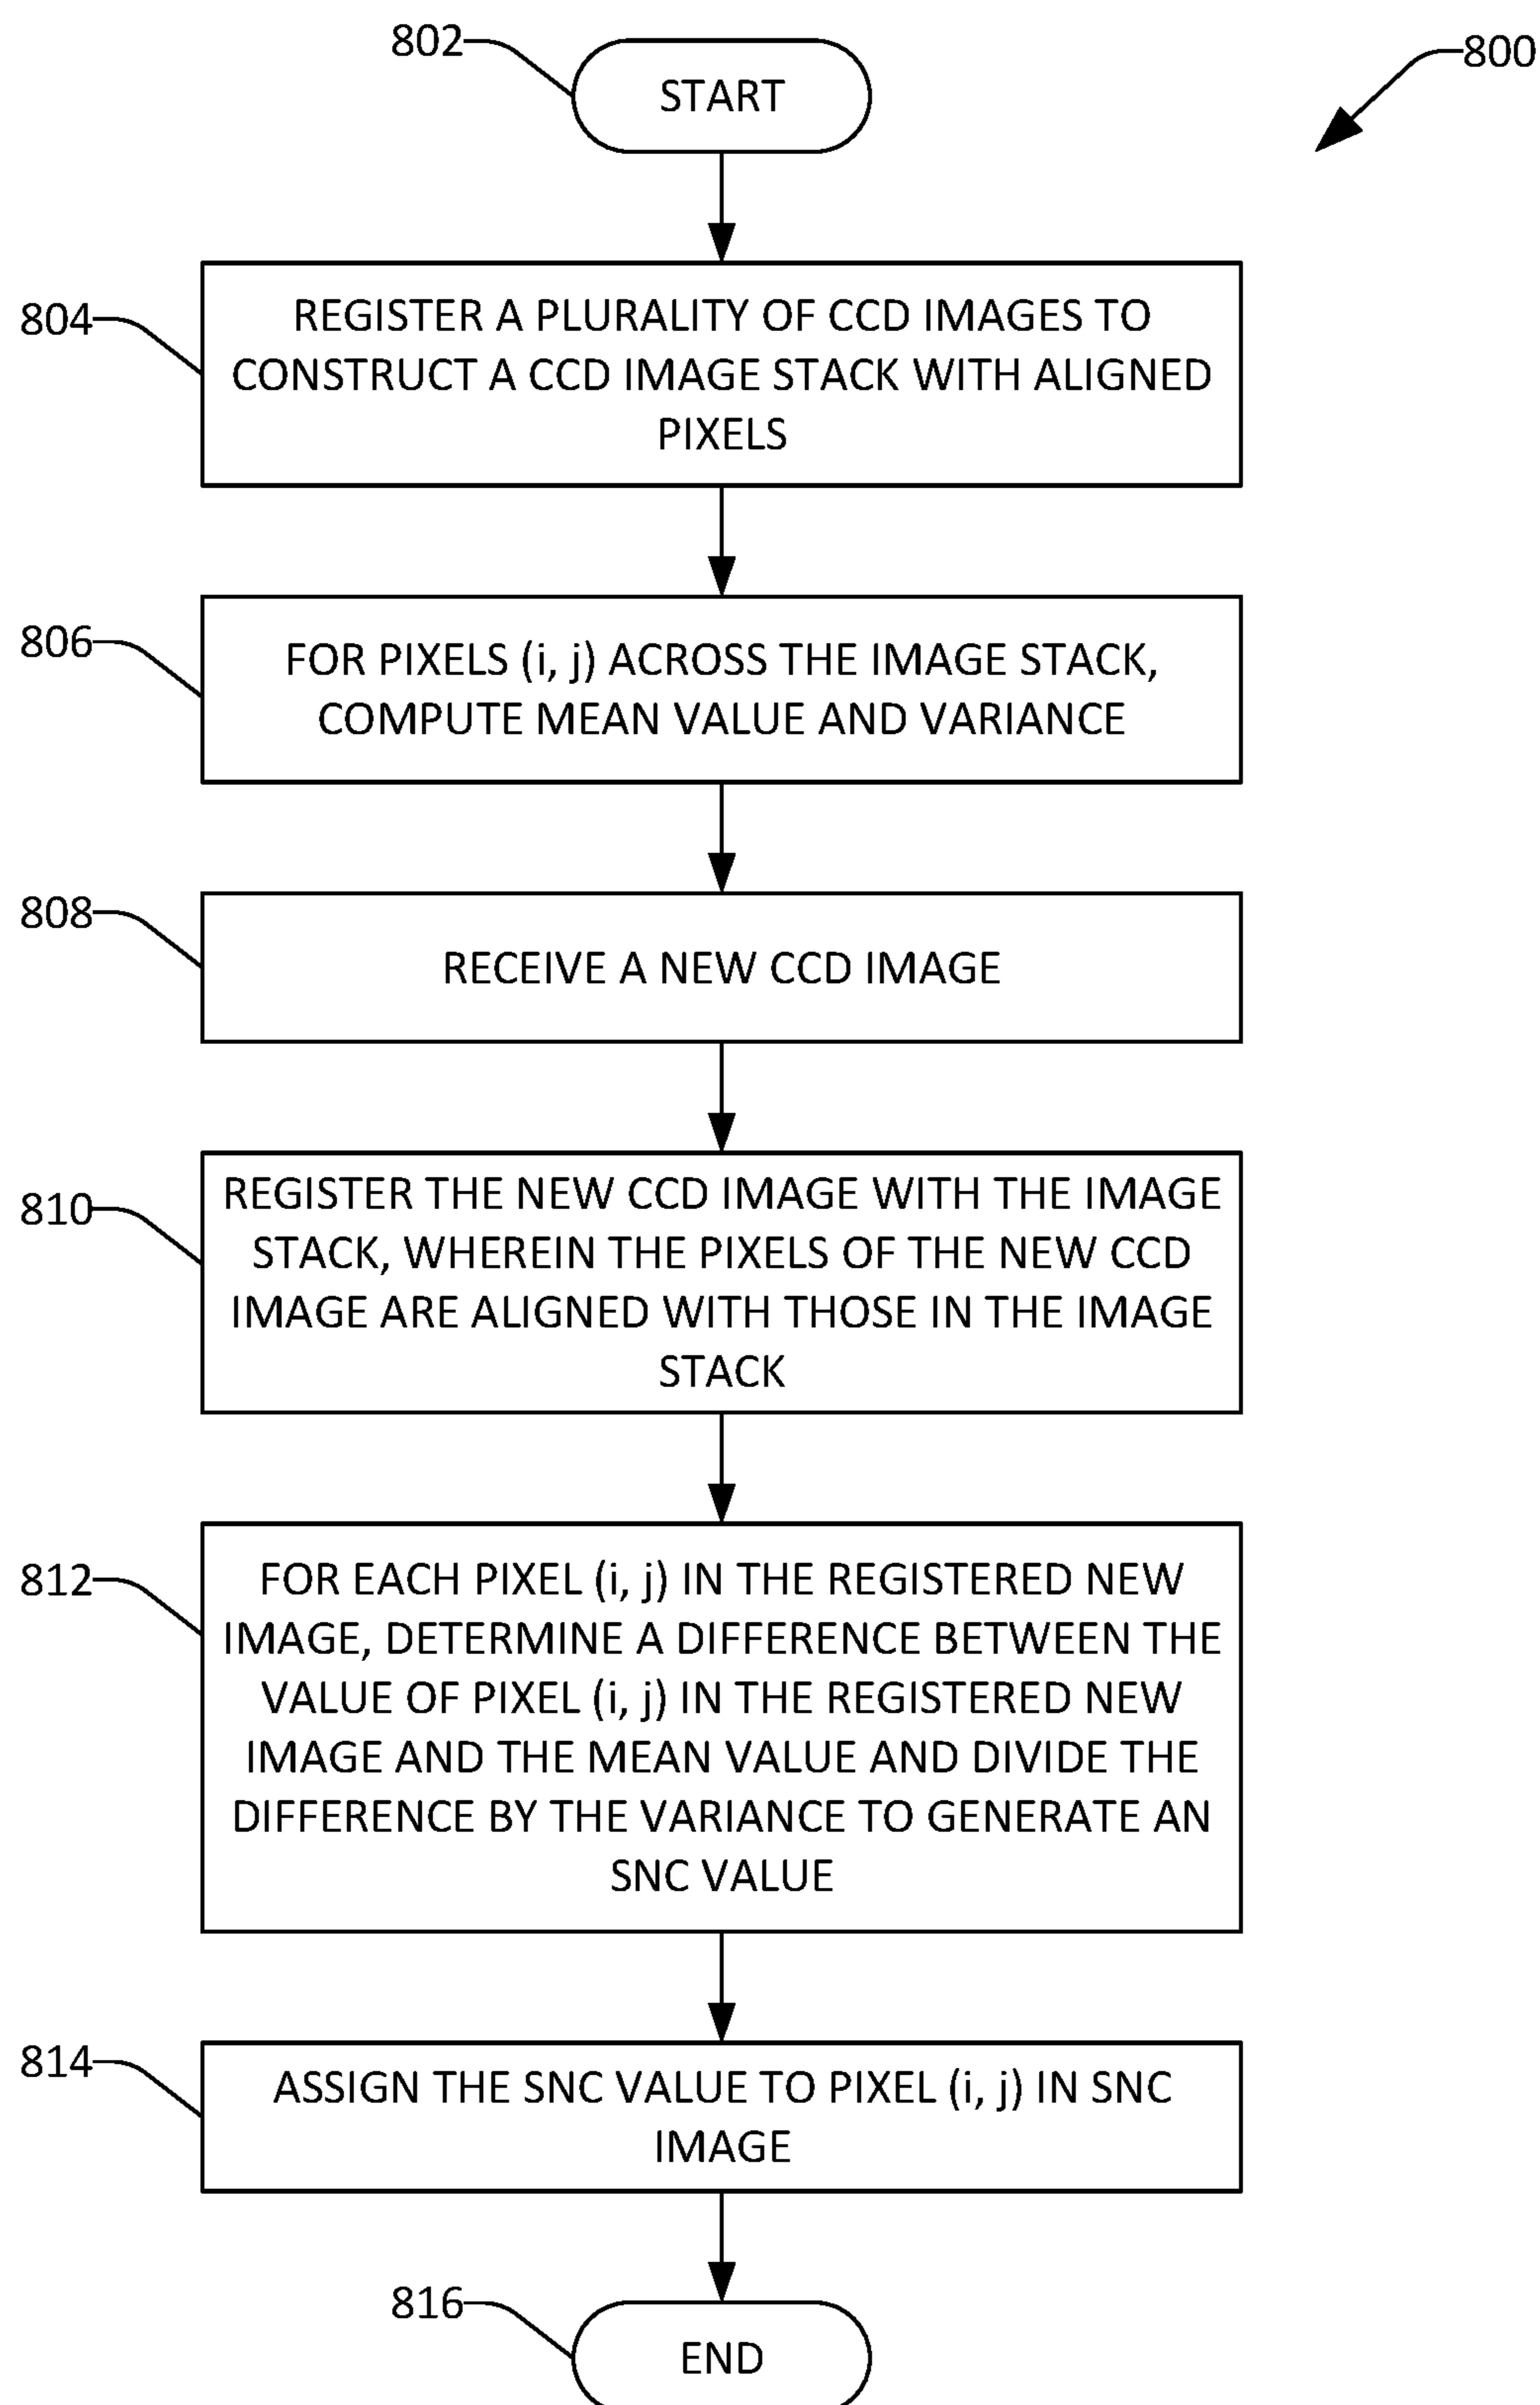 802
START
800
804
REGISTER A PLURALITY OF CCD IMAGES TO
CONSTRUCT A CCD IMAGE STACK WITH ALIGNED
PIXELS
806
FOR PIXELS (i, j) ACROSS THE IMAGE STACK,
COMPUTE MEAN VALUE AND VARIANCE
808
RECEIVE A NEW CCD IMAGE
810
REGISTER THE NEW CCD IMAGE WITH THE IMAGE
STACK, WHEREIN THE PIXELS OF THE NEW CCD
IMAGE ARE ALIGNED WITH THOSE IN THE IMAGE
STACK
812
FOR EACH PIXEL (i, j) IN THE REGISTERED NEW
IMAGE, DETERMINE A DIFFERENCE BETWEEN THE
VALUE OF PIXEL (i, j) IN THE REGISTERED NEW
IMAGE AND THE MEAN VALUE AND DIVIDE THE
DIFFERENCE BY THE VARIANCE TO GENERATE AN
SNC VALUE
814
ASSIGN THE SNC VALUE TO PIXEL (i, j) IN SNC
IMAGE
816
END